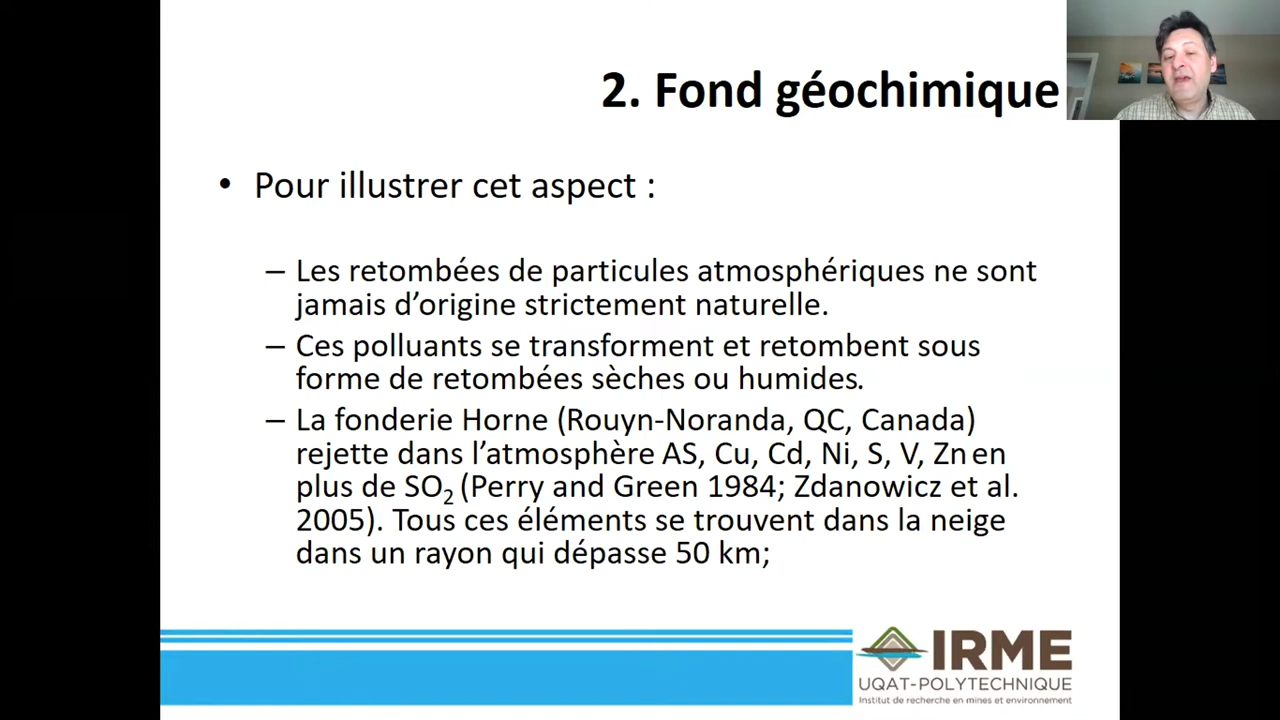 2. Fond géochimique
• Pour illustrer cet aspect :
– Les retombées de particules atmosphériques ne sont
jamais d’origine strictement naturelle.
– Ces polluants se transforment et retombent sous
forme de retombées sèches ou humides.
– La fonderie Horne (Rouyn-Noranda, QC, Canada)
rejette dans l’atmosphère AS, Cu, Cd, Ni, S, V, Zn en
plus de SO₂ (Perry and Green 1984; Zdanowicz et al.
2005). Tous ces éléments se trouvent dans la neige
dans un rayon qui dépasse 50 km;
IRME
UQAT-POLYTECHNIQUE
Institut de recherche en mines et environnement